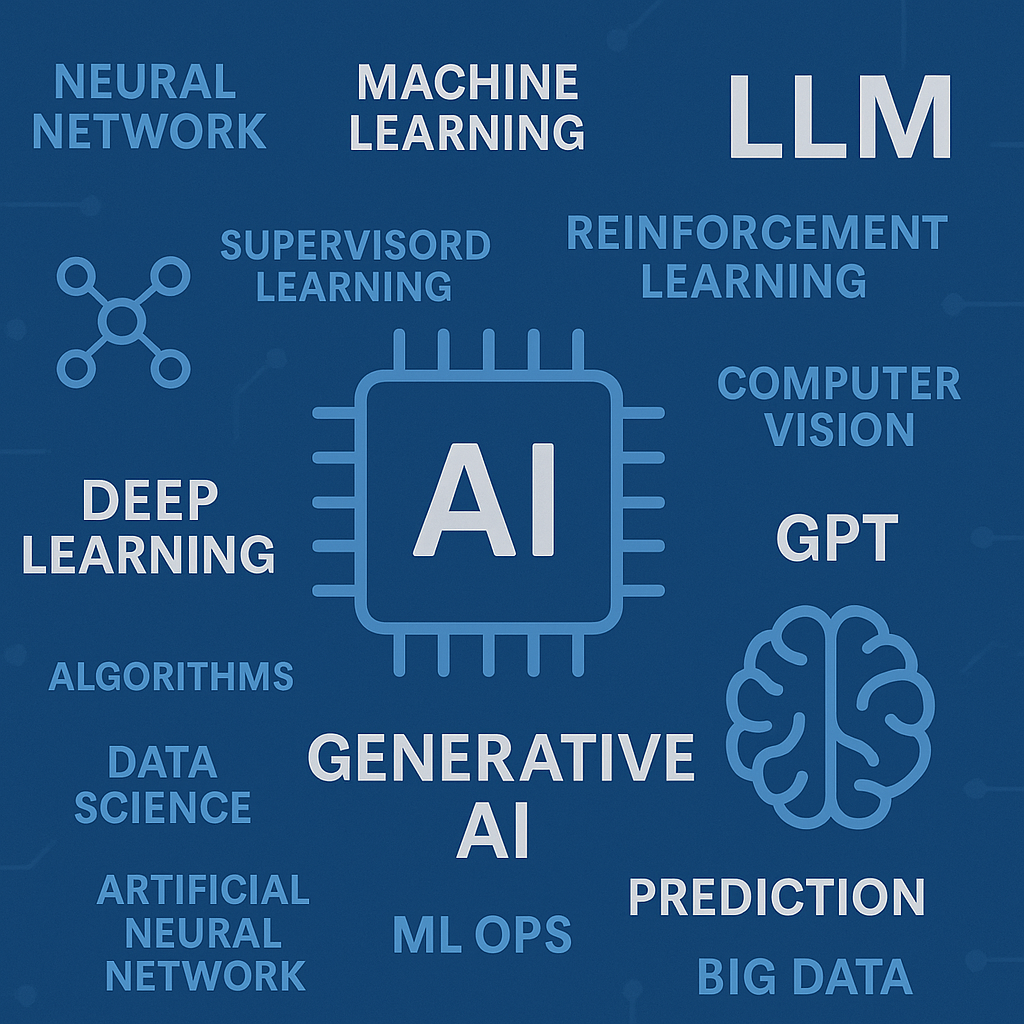 NEURAL
NETWORK
MACHINE
LEARNING
LLM
SUPERVISORD
LEARNING
REINFORCEMENT
LEARNING
COMPUTER
VISION
AI
DEEP
LEARNING
GPT
ALGORITHMS
GENERATIVE
AI
DATA
SCIENCE
ARTIFICIAL
NEURAL
NETWORK
ML OPS
PREDICTION
BIG DATA